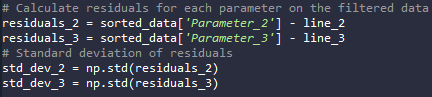 # Calculate residuals for each parameter on the filtered data
residuals_2 = sorted_data['Parameter_2'] - line_2
residuals_3 = sorted_data['Parameter_3'] - line_3
# Standard deviation of residuals
std_dev_2 = np.std(residuals_2)
std_dev_3 = np.std(residuals_3)